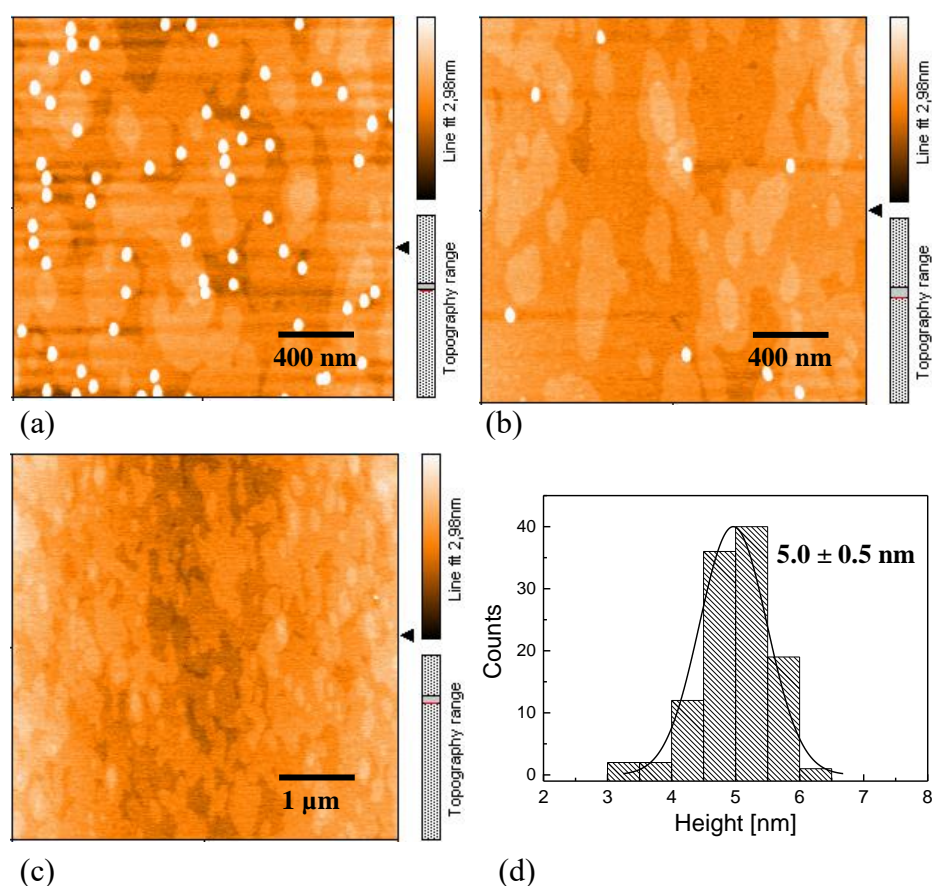 Line fit 2,98nm
Topography range
400 nm
(a)
Line fit 2,98nm
Topography range
400 nm
(b)
Line fit 2,98nm
Topography range
1 µm
(c)
40
30
20
10
0
2
3
4
5
6
7
8
Counts
Height [nm]
5.0 ± 0.5 nm
(d)